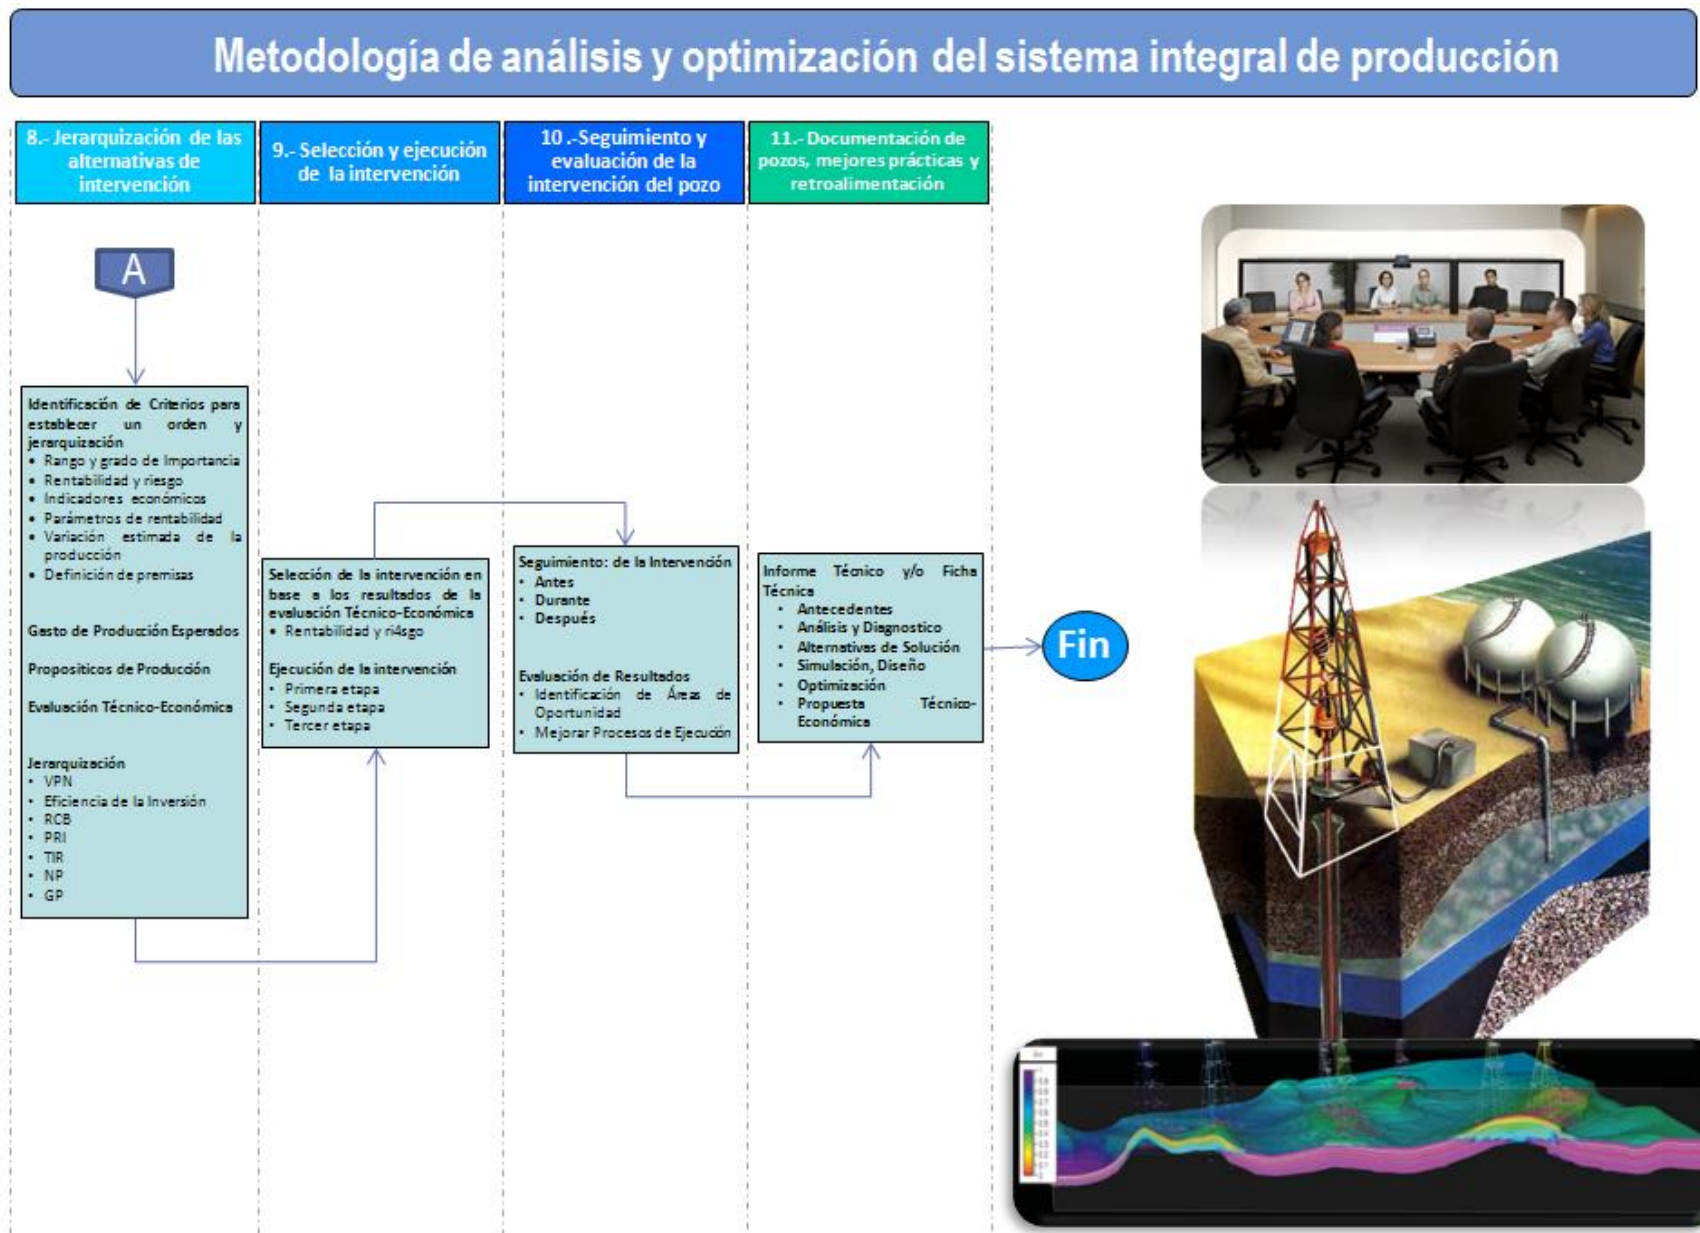 Metodología de análisis y optimización del sistema integral de producción
8.- Jerarquización de las
alternativas de
intervención
9.- Selección y ejecución
de la intervención
10.-Seguimiento y
evaluación de la
intervención del pozo
11.- Documentación de
pozos, mejores prácticas y
retroalimentación
A
Identificación de Criterios para
establecer un orden y
jerarquización
• Rango y grado de Importancia
• Rentabilidad y riesgo
• Indicadores económicos
• Parámetros de rentabilidad
• Variación estimada de la
producción
• Definición de premisas
Gasto de Producción Esperados
Propositicos de Producción
Evaluación Técnico-Económica
Jerarquización
• VPN
• Eficiencia de la Inversión
• RCB
• PRI
• TIR
• NP
• GP
Selección de la intervención en
base a los resultados de la
evaluación Técnico-Económica
• Rentabilidad y ri4sgo
Ejecución de la intervención
• Primera etapa
• Segunda etapa
• Tercer etapa
Seguimiento: de la Intervención
• Antes
• Durante
• Después
Evaluación de Resultados
• Identificación de Áreas de
Oportunidad
• Mejorar Procesos de Ejecución
Informe Técnico y/o Ficha
Técnica
• Antecedentes
• Análisis y Diagnostico
• Alternativas de Solución
• Simulación, Diseño
• Optimización
• Propuesta Técnico-
Económica
Fin